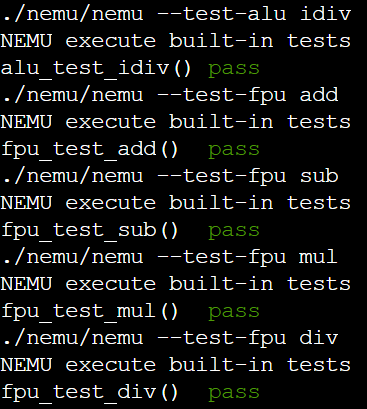 ./nemu/nemu --test-alu idiv
NEMU execute built-in tests
alu_test_idiv() pass
./nemu/nemu --test-fpu add
NEMU execute built-in tests
fpu_test_add()  pass
./nemu/nemu --test-fpu sub
NEMU execute built-in tests
fpu_test_sub()  pass
./nemu/nemu --test-fpu mul
NEMU execute built-in tests
fpu_test_mul()  pass
./nemu/nemu --test-fpu div
NEMU execute built-in tests
fpu_test_div()  pass